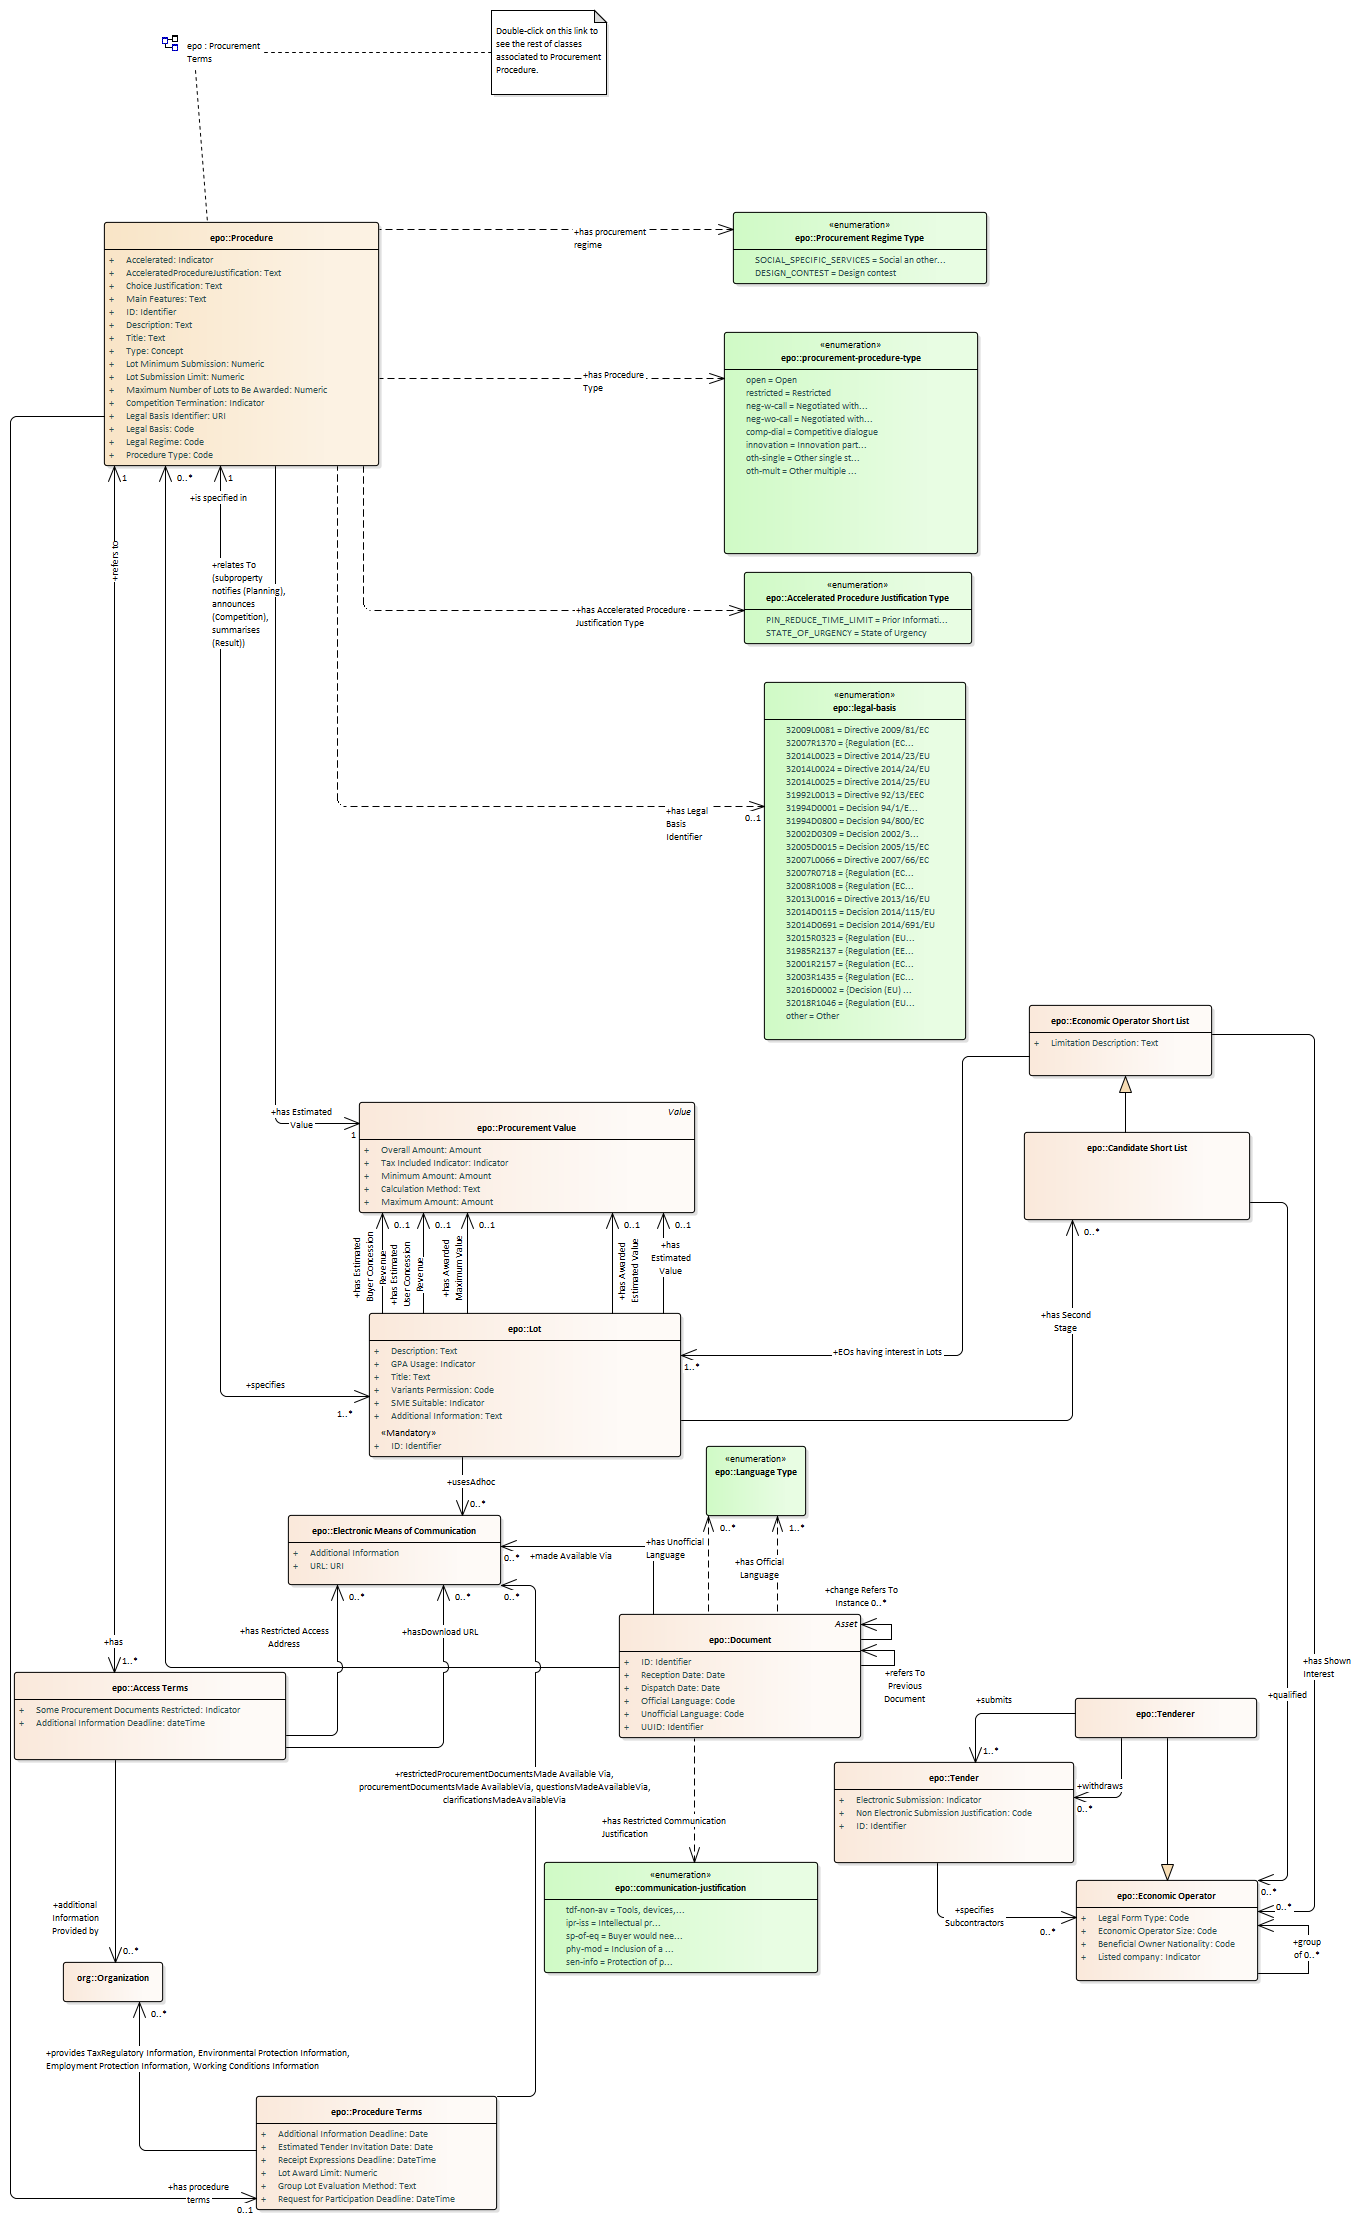 epo : Procurement
Terms
Double-click on this link to
see the rest of classes
associated to Procurement
Procedure.
epo::Procedure
+ Accelerated: Indicator
+ AcceleratedProcedureJustification: Text
+ Choice Justification: Text
+ Main Features: Text
+ ID: Identifier
+ Description: Text
+ Title: Text
+ Type: Concept
+ Lot Minimum Submission: Numeric
+ Lot Submission Limit: Numeric
+ Maximum Number of Lots to Be Awarded: Numeric
+ Competition Termination: Indicator
+ Legal Basis Identifier: URI
+ Legal Basis: Code
+ Legal Regime: Code
+ Procedure Type: Code
+has procurement
regime
«enumeration»
epo::Procurement Regime Type
SOCIAL_SPECIFIC_SERVICES = Social an other...
DESIGN_CONTEST = Design contest
+has Procedure
Type
«enumeration»
epo::procurement-procedure-type
open = Open
restricted = Restricted
neg-w-call = Negotiated with...
neg-wo-call = Negotiated with...
comp-dial = Competitive dialogue
innovation = Innovation part...
oth-single = Other single st...
oth-mult = Other multiple ...
1
0..*
1
+is specified in
+refers to
+relates To
(subproperty
notifies (Planning),
announces
(Competition),
summarises
(Result))
+has Accelerated Procedure
Justification Type
«enumeration»
epo::Accelerated Procedure Justification Type
PIN_REDUCE_TIME_LIMIT = Prior Informati...
STATE_OF_URGENCY = State of Urgency
+has Legal
Basis
Identifier
0..1
«enumeration»
epo::legal-basis
32009L0081 = Directive 2009/81/EC
32007R1370 = {Regulation (EC...
32014L0023 = Directive 2014/23/EU
32014L0024 = Directive 2014/24/EU
32014L0025 = Directive 2014/25/EU
31992L0013 = Directive 92/13/EEC
31994D0001 = Decision 94/1/E...
31994D0800 = Decision 94/800/EC
32002D0309 = Decision 2002/3...
32005D0015 = Decision 2005/15/EC
32007L0066 = Directive 2007/66/EC
32007R0718 = {Regulation (EC...
32008R1008 = {Regulation (EC...
32013L0016 = Directive 2013/16/EU
32014D0115 = Decision 2014/115/EU
32014D0691 = Decision 2014/691/EU
32015R0323 = {Regulation (EU...
31985R2137 = {Regulation (EE...
32001R2157 = {Regulation (EC...
32003R1435 = {Regulation (EC...
32016D0002 = {Decision (EU) ...
32018R1046 = {Regulation (EU...
other = Other
epo::Economic Operator Short List
+ Limitation Description: Text
epo::Candidate Short List
0..*
+has Second
Stage
+has Estimated
Value
1
Value
epo::Procurement Value
+ Overall Amount: Amount
+ Tax Included Indicator: Indicator
+ Minimum Amount: Amount
+ Calculation Method: Text
+ Maximum Amount: Amount
0..1
0..1
0..1
0..1
0..1
+has Estimated
Buyer Concession
Revenue
+has Estimated
User Concession
Revenue
+has Awarded
Maximum Value
+has Awarded
Estimated Value
+has
Estimated
Value
epo::Lot
+ Description: Text
+ GPA Usage: Indicator
+ Title: Text
+ Variants Permission: Code
+ SME Suitable: Indicator
+ Additional Information: Text
«Mandatory»
+ ID: Identifier
+EOs having interest in Lots
1..*
+specifies
1..*
+usesAdhoc
0..*
epo::Electronic Means of Communication
+ Additional Information
+ URL: URI
«enumeration»
epo::Language Type
0..*
1..*
+has Unofficial
Language
+has Official
Language
0..*
+made Available Via
0..*
0..*
0..*
+has Restricted Access
Address
+hasDownload URL
+change Refers To
Instance 0..*
Asset
epo::Document
+ ID: Identifier
+ Reception Date: Date
+ Dispatch Date: Date
+ Official Language: Code
+ Unofficial Language: Code
+ UUID: Identifier
+refers To
Previous
Document
+has
1..*
epo::Access Terms
+ Some Procurement Documents Restricted: Indicator
+ Additional Information Deadline: dateTime
+has Shown
Interest
+qualified
+submits
1..*
epo::Tenderer
+withdraws
0..*
epo::Tender
+ Electronic Submission: Indicator
+ Non Electronic Submission Justification: Code
+ ID: Identifier
+restrictedProcurementDocumentsMade Available Via,
procurementDocumentsMade AvailableVia, questionsMadeAvailableVia,
clarificationsMadeAvailableVia
+has Restricted Communication
Justification
«enumeration»
epo::communication-justification
tdf-non-av = Tools, devices,...
ipr-iss = Intellectual pr...
sp-of-eq = Buyer would nee...
phy-mod = Inclusion of a ...
sen-info = Protection of p...
+specifies
Subcontractors
0..*
0..*
0..*
epo::Economic Operator
+ Legal Form Type: Code
+ Economic Operator Size: Code
+ Beneficial Owner Nationality: Code
+ Listed company: Indicator
+group
of 0..*
+additional
Information
Provided by
0..*
org::Organization
0..*
+provides TaxRegulatory Information, Environmental Protection Information,
Employment Protection Information, Working Conditions Information
epo::Procedure Terms
+ Additional Information Deadline: Date
+ Estimated Tender Invitation Date: Date
+ Receipt Expressions Deadline: DateTime
+ Lot Award Limit: Numeric
+ Group Lot Evaluation Method: Text
+ Request for Participation Deadline: DateTime
+has procedure
terms
0..1